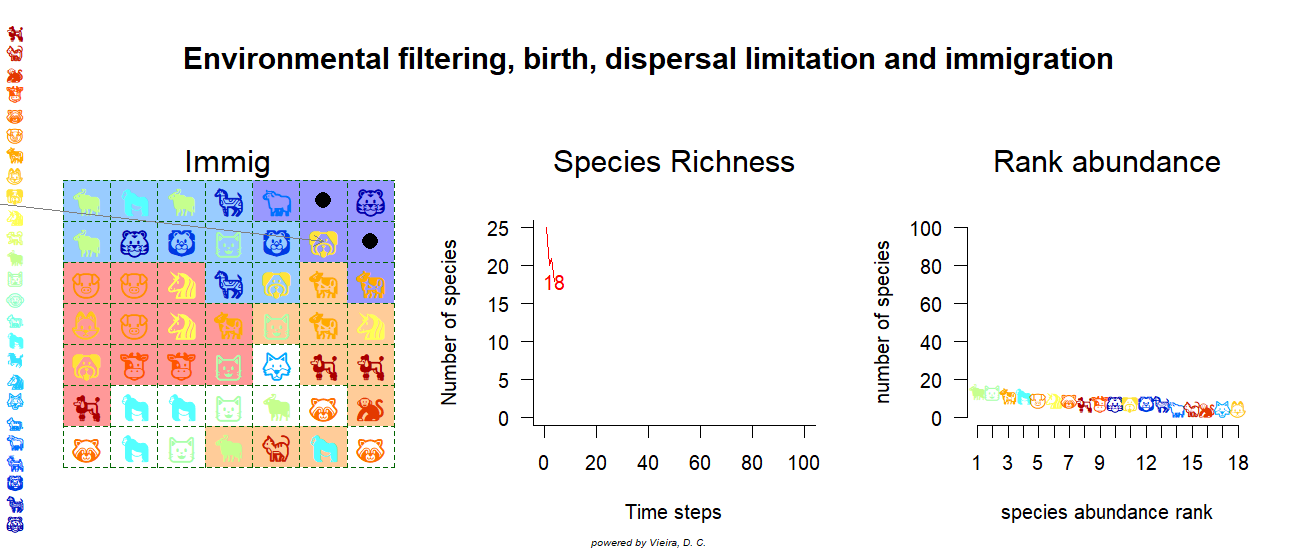 Environmental filtering, birth, dispersal limitation and immigration
Immig
Species Richness
Number of species
25
20
15
10
5
0
18
0 20 40 60 80 100
Time steps
Rank abundance
number of species
100
80
60
40
20
0
1 3 5 7 9 12 15 18
species abundance rank
powered by Vieira, D. C.